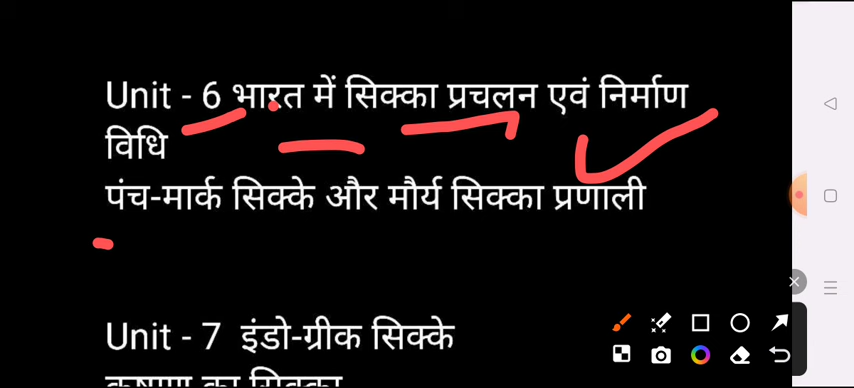 Unit - 6 भारत में सिक्का प्रचलन एवं निर्माण
विधि
पंच-मार्क सिक्के और मौर्य सिक्का प्रणाली
Unit - 7 इंडो-ग्रीक सिक्के
कुषाण का सिक्का